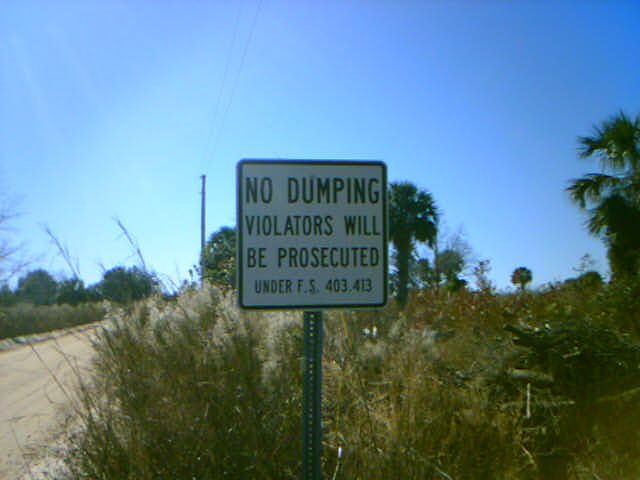 NO DUMPING
VIOLATORS WILL
BE PROSECUTED
UNDER F.S. 403.413